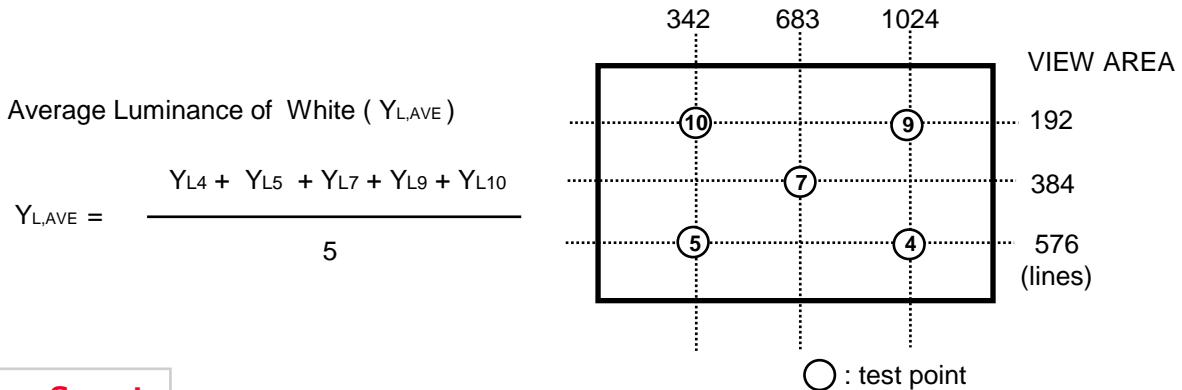 342 683 1024
VIEW AREA
Average Luminance of White ( YL,AVE )
10 9 192
YL4 + YL5 + YL7 + YL9 + YL10
7 384
YL,AVE =
5
5 4 576
(lines)
: test point